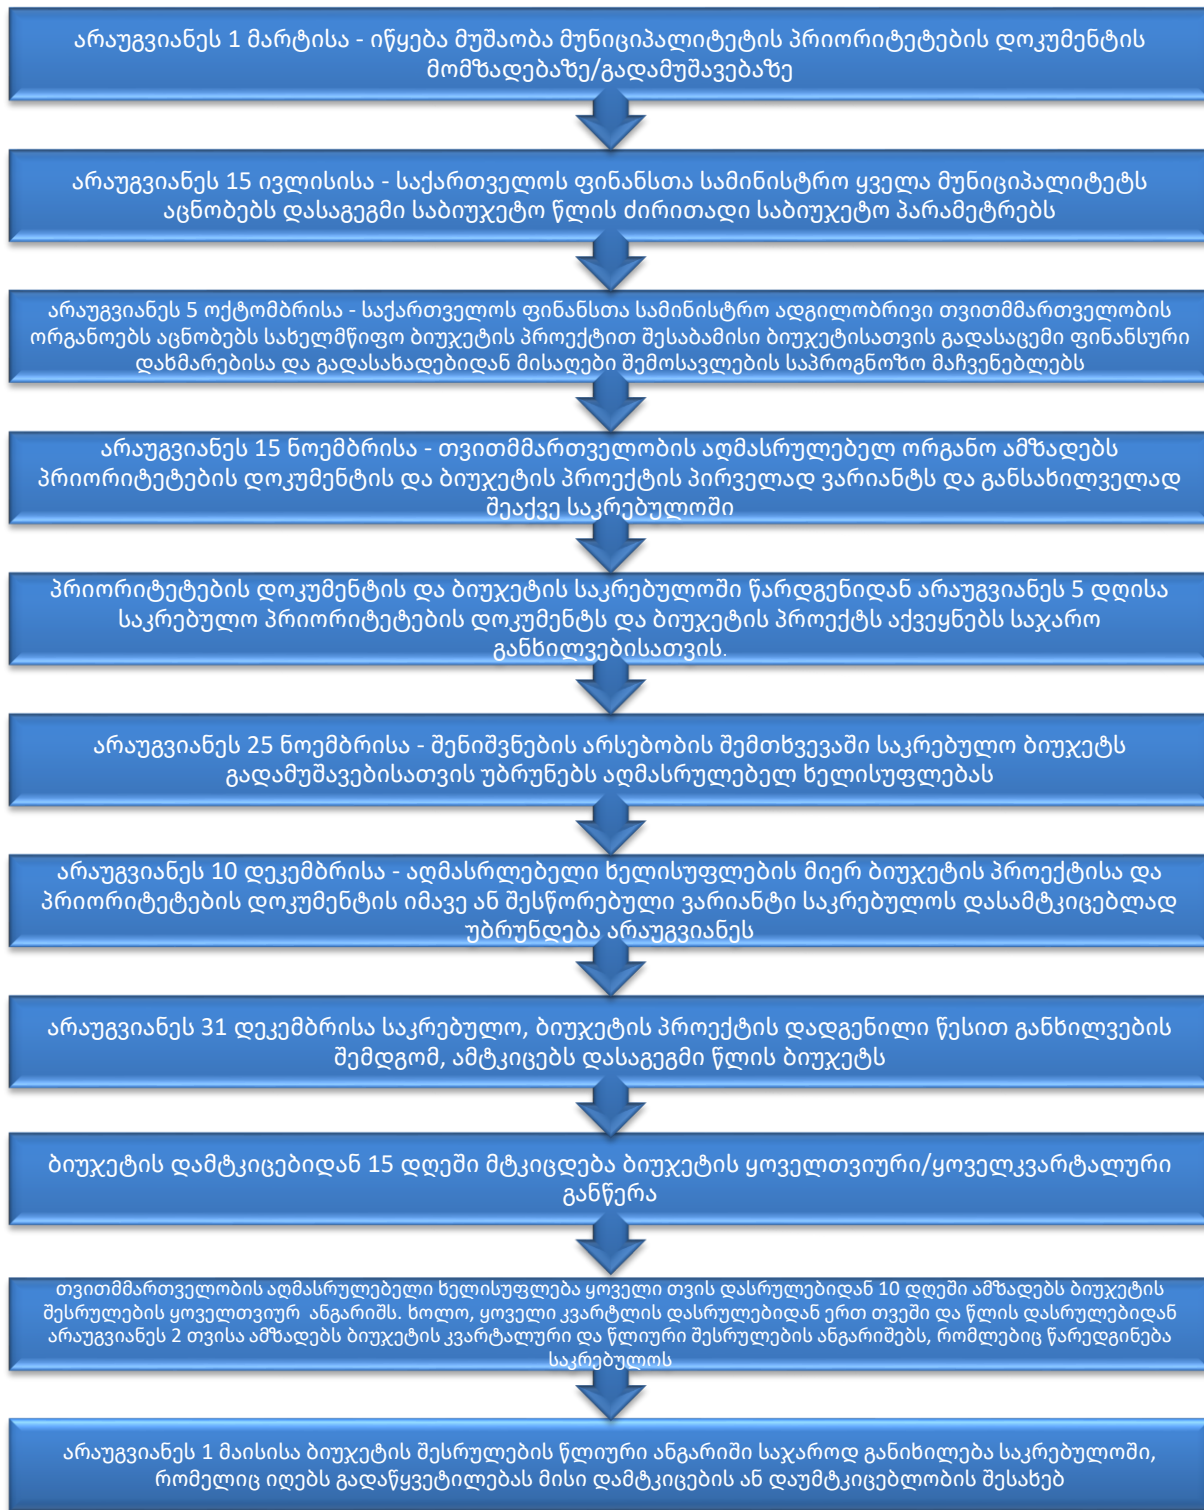 არაუგვიანეს 1 მარტისა - იწყება მუშაობა მუნიციპალიტეტის პრიორიტეტების დოკუმენტის
მომზადებაზე/გადამუშავებაზე
არაუგვიანეს 15 ივლისისა - საქართველოს ფინანსთა სამინისტრო ყველა მუნიციპალიტეტს
აცნობებს დასაგეგმი საბიუჯეტო წლის ძირითადი საბიუჯეტო პარამეტრებს
არაუგვიანეს 5 ოქტომბრისა - საქართველოს ფინანსთა სამინისტრო ადგილობრივი თვითმმართველობის
ორგანოებს აცნობებს სახელმწიფო ბიუჯეტის პროექტით შესაბამისი ბიუჯეტისათვის გადასაცემი ფინანსური
დახმარებისა და გადასახადებიდან მისაღები შემოსავლების საპროგნოზო მაჩვენებლებს
არაუგვიანეს 15 ნოემბრისა - თვითმმართველობის აღმასრულებელ ორგანო ამზადებს
პრიორიტეტების დოკუმენტის და ბიუჯეტის პროექტის პირველად ვარიანტს და განსახილველად
შეაქვე საკრებულოში
პრიორიტეტების დოკუმენტის და ბიუჯეტის საკრებულოში წარდგენიდან არაუგვიანეს 5 დღისა
საკრებულო პრიორიტეტების დოკუმენტს და ბიუჯეტის პროექტს აქვეყნებს საჯარო
განხილვებისათვის.
არაუგვიანეს 25 ნოემბრისა - შენიშვნების არსებობის შემთხვევაში საკრებულო ბიუჯეტს
გადამუშავებისათვის უბრუნებს აღმასრულებელ ხელისუფლებას
არაუგვიანეს 10 დეკემბრისა - აღმასრლებელი ხელისუფლების მიერ ბიუჯეტის პროექტისა და
პრიორიტეტების დოკუმენტის იმავე ან შესწორებული ვარიანტი საკრებულოს დასამტკიცებლად
უბრუნდება არაუგვიანეს
არაუგვიანეს 31 დეკემბრისა საკრებულო, ბიუჯეტის პროექტის დადგენილი წესით განხილვების
შემდგომ, ამტკიცებს დასაგეგმი წლის ბიუჯეტს
ბიუჯეტის დამტკიცებიდან 15 დღეში მტკიცდება ბიუჯეტის ყოველთვიური/ყოველკვარტალური
განწერა
თვითმმართველობის აღმასრულებელი ხელისუფლება ყოველი თვის დასრულებიდან 10 დღეში ამზადებს ბიუჯეტის
შესრულების ყოველთვიურ ანგარიშს. ხოლო, ყოველი კვარტლის დასრულებიდან ერთ თვეში და წლის დასრულებიდან
არაუგვიანეს 2 თვისა ამზადებს ბიუჯეტის კვარტალური და წლიური შესრულების ანგარიშებს, რომლებიც წარედგინება
საკრებულოს
არაუგვიანეს 1 მაისისა ბიუჯეტის შესრულების წლიური ანგარიში საჯაროდ განიხილება საკრებულოში,
რომელიც იღებს გადაწყვეტილებას მისი დამტკიცების ან დაუმტკიცებლობის შესახებ